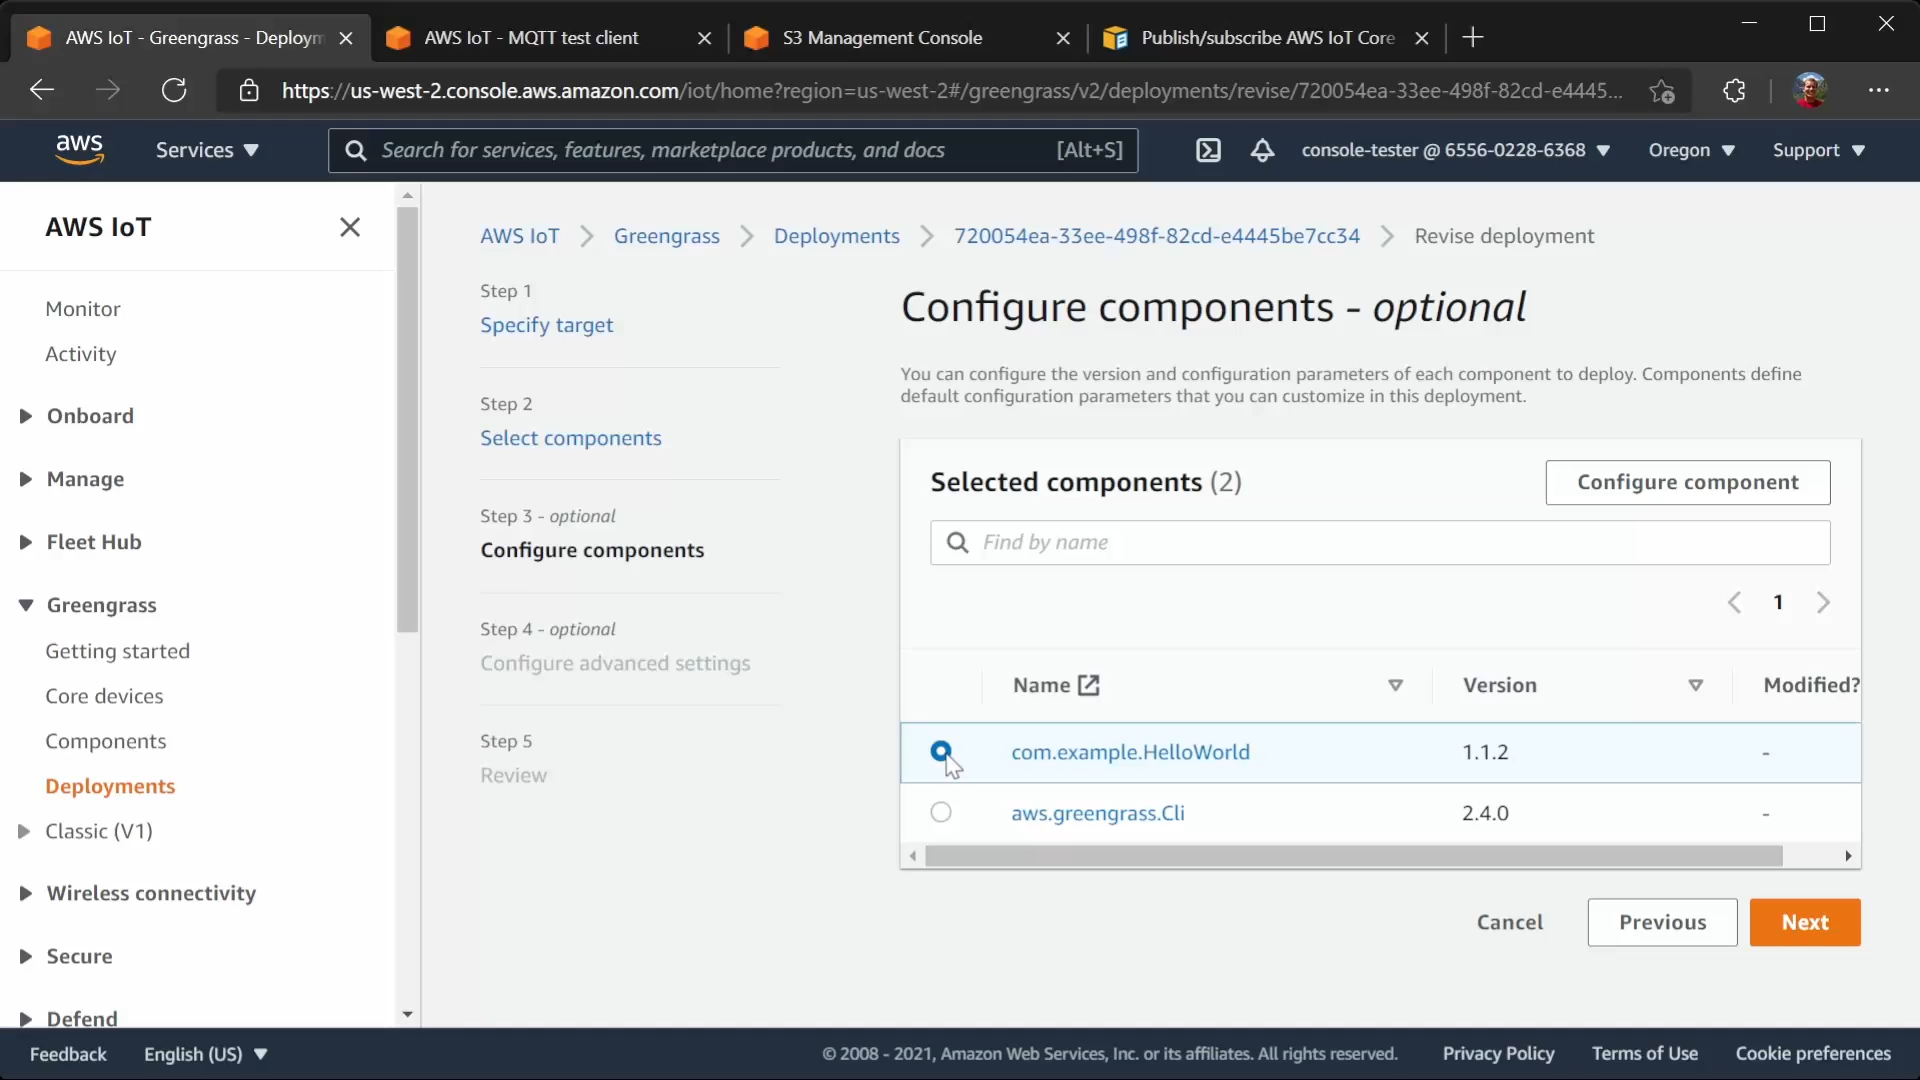 AWS IoT - Greengrass - Deploym
AWS IoT - MQTT test client
S3 Management Console
Publish/subscribe AWS IoT Core
https://us-west-2.console.aws.amazon.com/iot/home?region=us-west-2#/greengrass/v2/deployments/revise/720054ea-33ee-498f-82cd-e4445...
aws
Services
Search for services, features, marketplace products, and docs
[Alt+S]
console-tester @ 6556-0228-6368
Oregon
Support
AWS IoT
Monitor
Activity
Onboard
Manage
Fleet Hub
Greengrass
Getting started
Core devices
Components
Deployments
Classic (V1)
Wireless connectivity
Secure
Defend
AWS IoT
Greengrass
Deployments
720054ea-33ee-498f-82cd-e4445be7cc34
Revise deployment
Step 1
Specify target
Step 2
Select components
Step 3 - optional
Configure components
Step 4 - optional
Configure advanced settings
Step 5
Review
Configure components - optional
You can configure the version and configuration parameters of each component to deploy. Components define
default configuration parameters that you can customize in this deployment.
Selected components (2)
Configure component
Find by name
1
Name
Version
Modified?
com.example.HelloWorld
1.1.2
-
aws.greengrass.Cli
2.4.0
-
Cancel
Previous
Next
Feedback
English (US)
© 2008 - 2021, Amazon Web Services, Inc. or its affiliates. All rights reserved.
Privacy Policy
Terms of Use
Cookie preferences